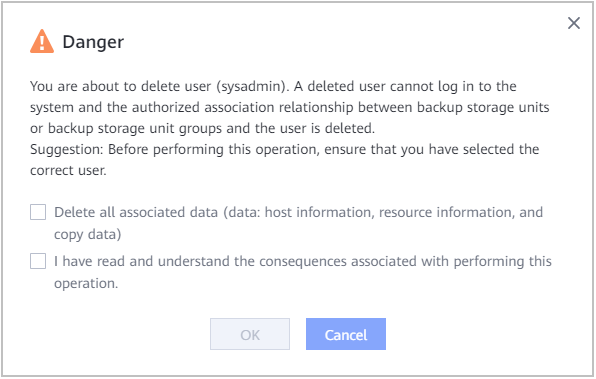 Danger
You are about to delete user (sysadmin). A deleted user cannot log in to the
system and the authorized association relationship between backup storage units
or backup storage unit groups and the user is deleted.
Suggestion: Before performing this operation, ensure that you have selected the
correct user.
Delete all associated data (data: host information, resource information, and
copy data)
I have read and understand the consequences associated with performing this
operation.
OK
Cancel